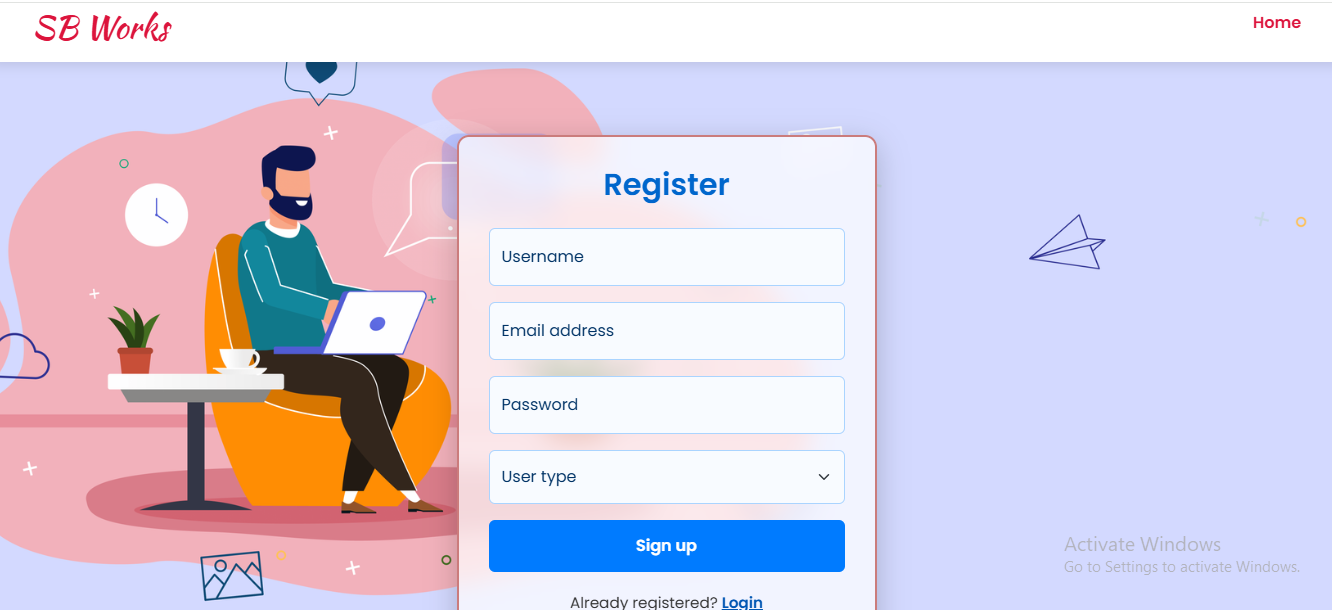 SB Works
Home
Register
Username
Email address
Password
User type
Sign up
Already registered? Login
Activate Windows
Go to Settings to activate Windows.